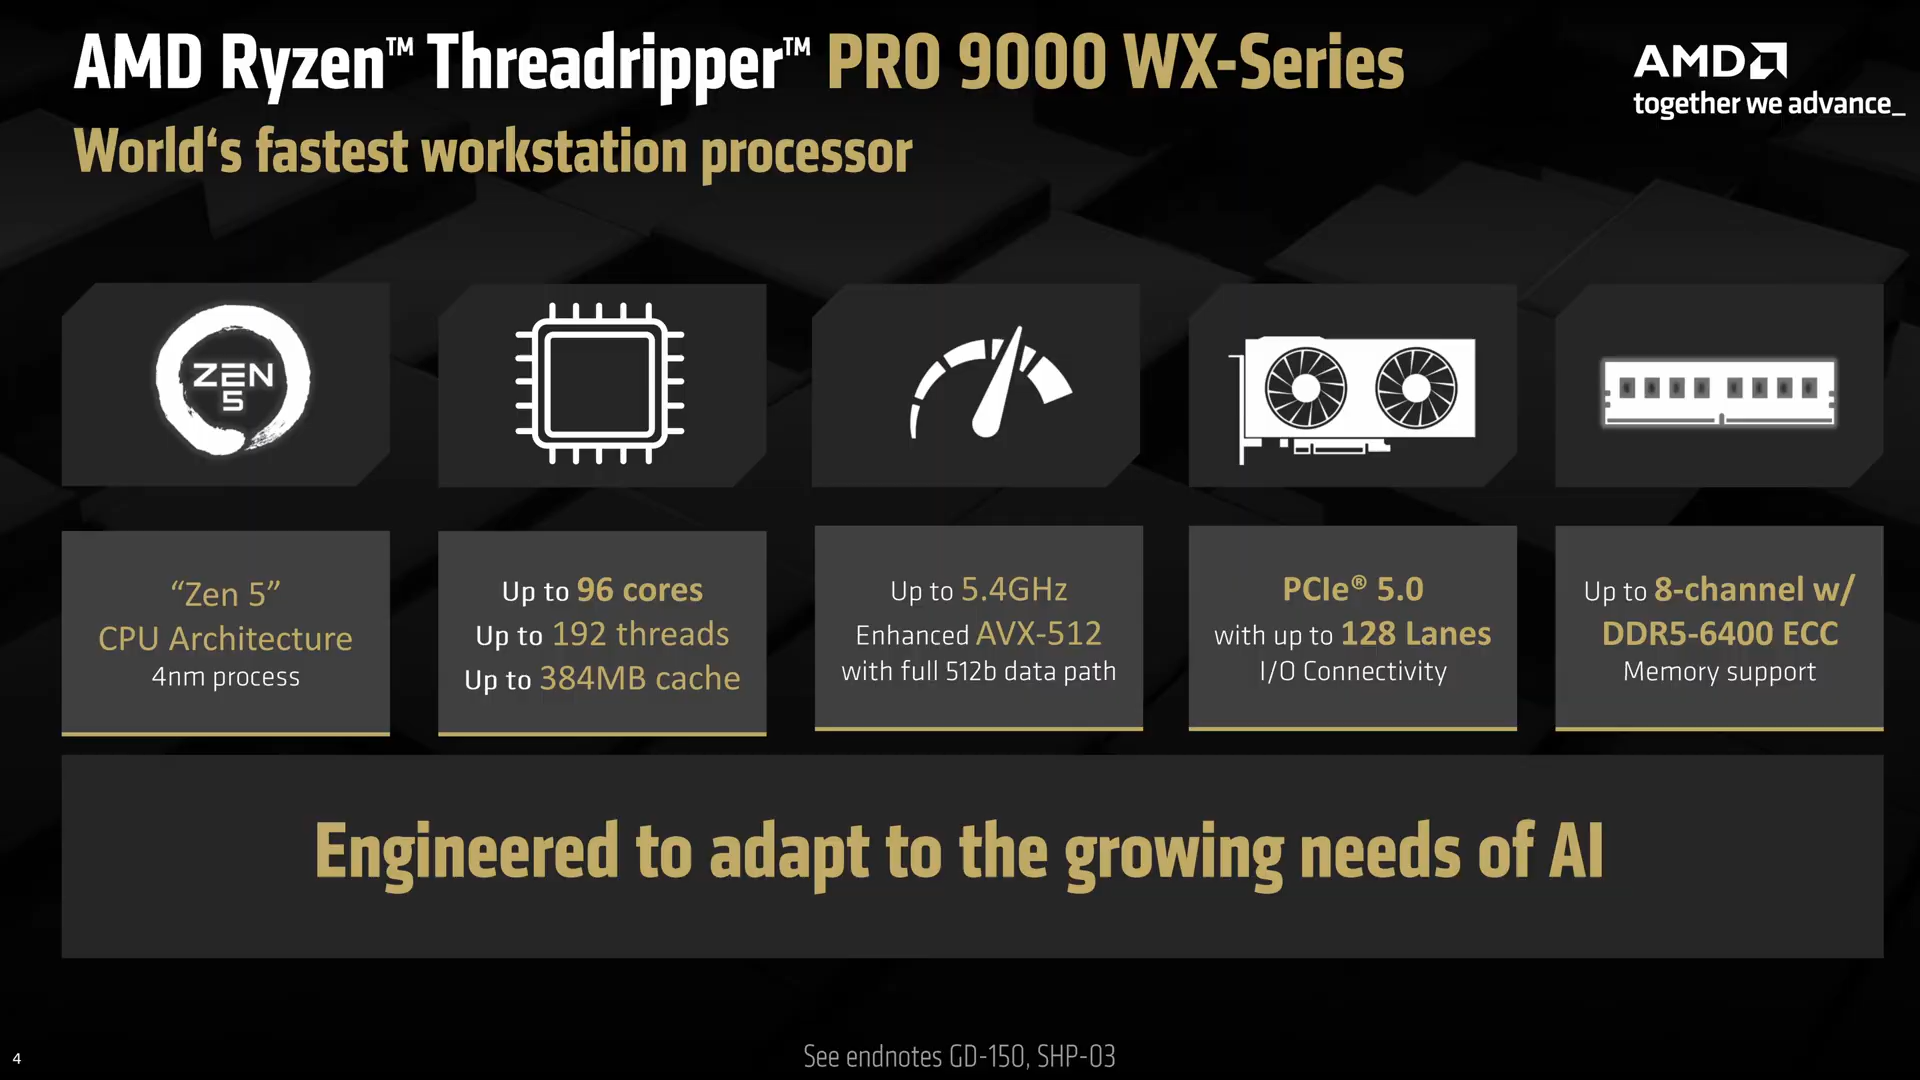 AMD Ryzen™ Threadripper™ PRO 9000 WX-Series
World‘s fastest workstation processor
AMD
together we advance_
ZEN
5
“Zen 5”
CPU Architecture
4nm process
Up to 96 cores
Up to 192 threads
Up to 384MB cache
Up to 5.4GHz
Enhanced AVX-512
with full 512b data path
PCIe® 5.0
with up to 128 Lanes
I/O Connectivity
Up to 8-channel w/
DDR5-6400 ECC
Memory support
Engineered to adapt to the growing needs of AI
4
See endnotes GD-150, SHP-03